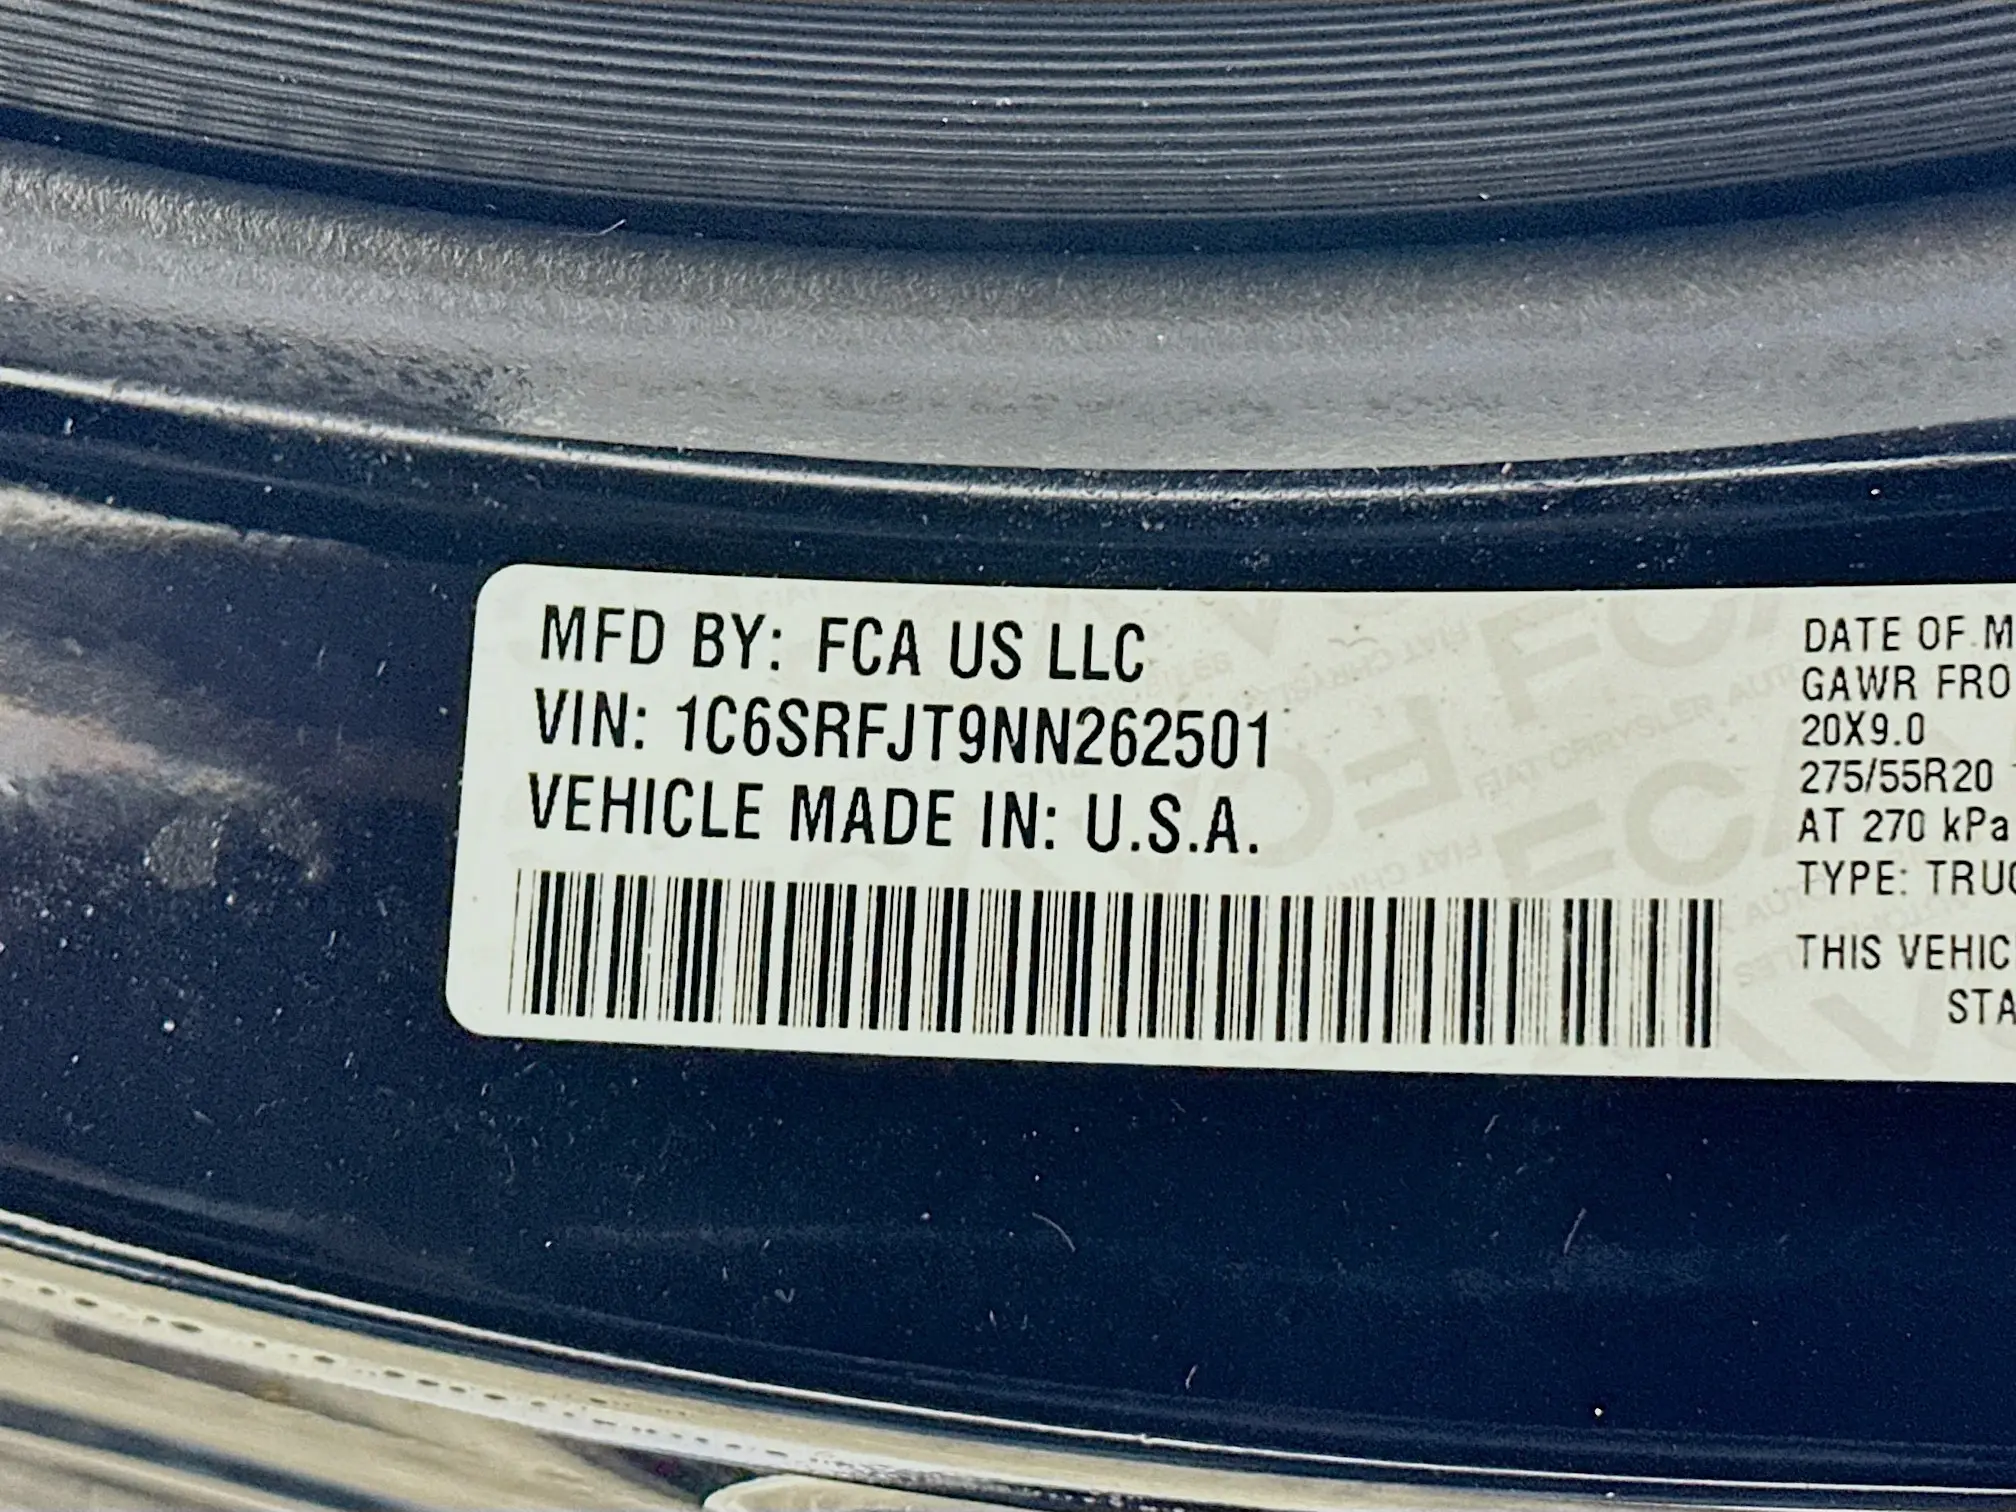 MFD BY: FCA US LLC
VIN: 1C6SRFJT9NN262501
VEHICLE MADE IN: U.S.A.
DATE OF M
GAWR FRO
20X9.0
275/55R20
AT 270 kPa
TYPE: TRUC
THIS VEHIC
STA